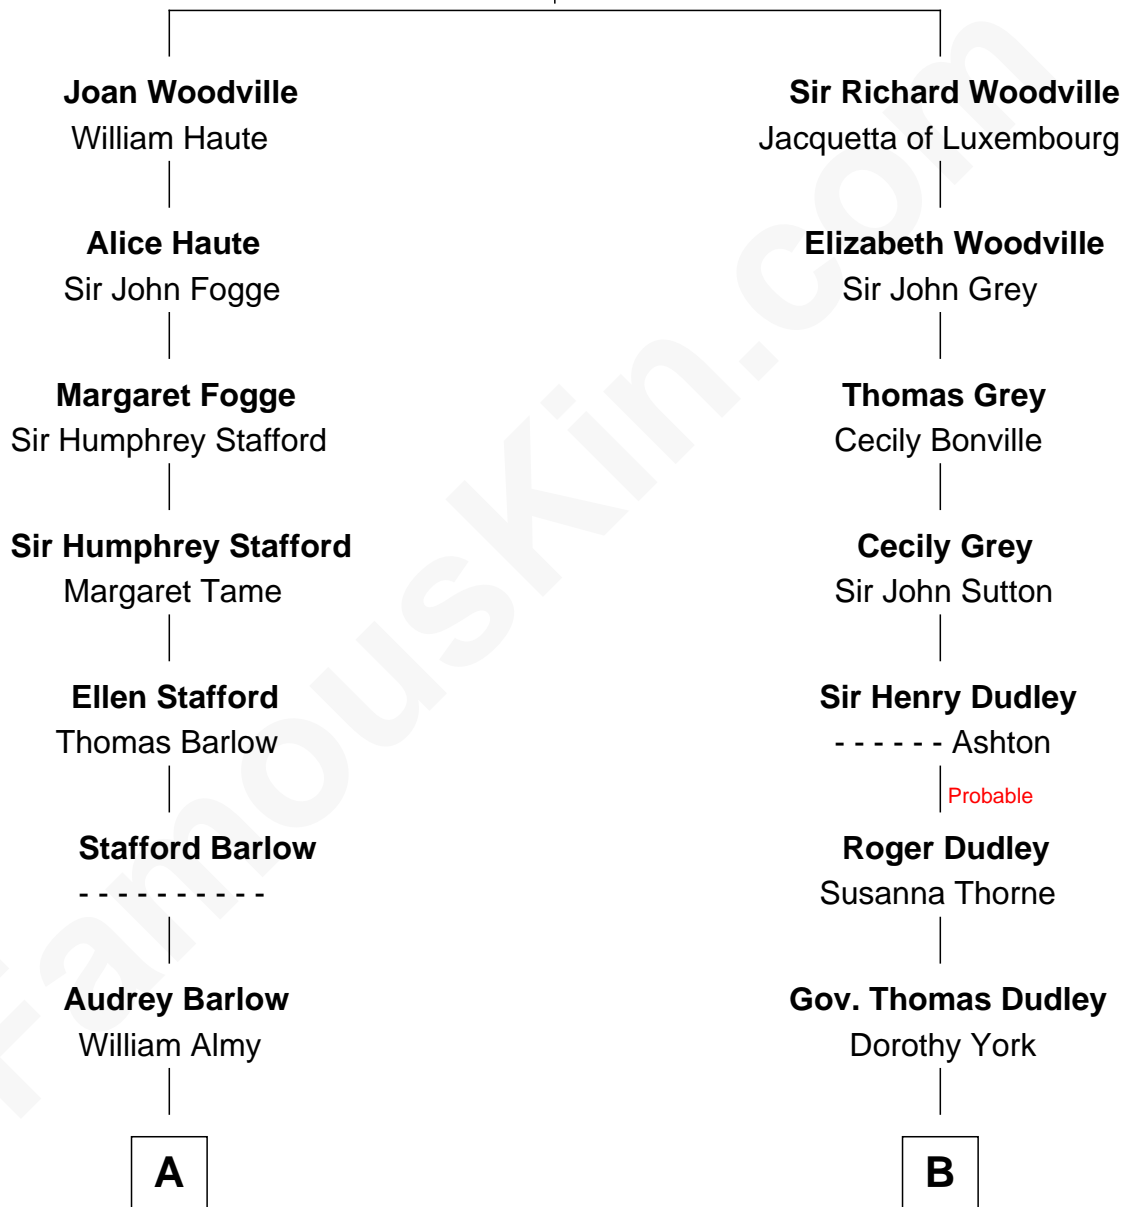 Joan Woodville
William Haute
Sir Richard Woodville
Jacquetta of Luxembourg
Alice Haute
Sir John Fogge
Elizabeth Woodville
Sir John Grey
Margaret Fogge
Sir Humphrey Stafford
Thomas Grey
Cecily Bonville
Sir Humphrey Stafford
Margaret Tame
Cecily Grey
Sir John Sutton
Ellen Stafford
Thomas Barlow
Sir Henry Dudley
- - - - - - Ashton
Probable
Stafford Barlow
- - - - - - - - - -
Roger Dudley
Susanna Thorne
Audrey Barlow
William Almy
Gov. Thomas Dudley
Dorothy York
A
B
FamousKin.com